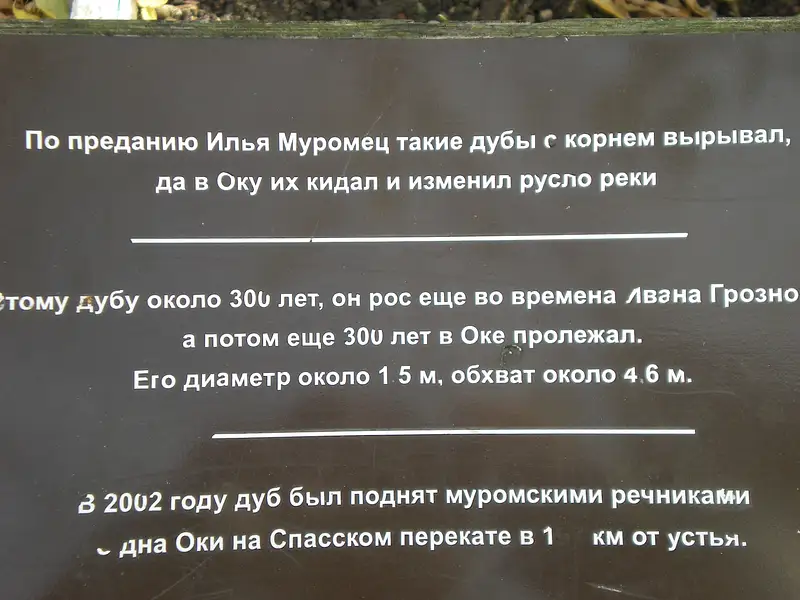 По преданию Илья Муромец такие дубы с корнем вырывал,
да в Оку их кидал и изменил русло реки
Этому дубу около 300 лет, он рос еще во времена Ивана Грозно
а потом еще 300 лет в Оке пролежал.
Его диаметр около 1.5 м, обхват около 4.6 м.
В 2002 году дуб был поднят муромскими речниками
с дна Оки на Спасском перекате в 1 км от устья.